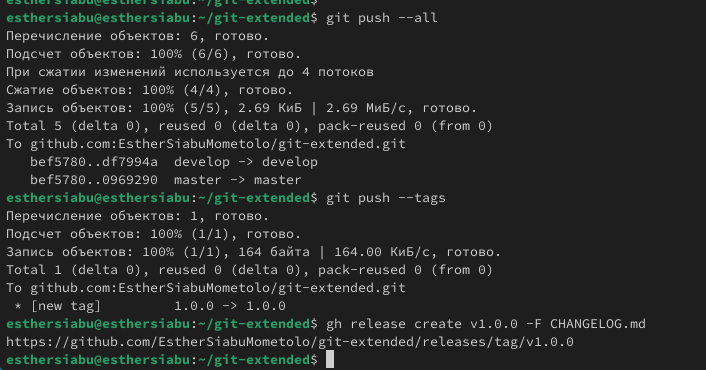 esthersiabu@esthersiabu:~/git-extended$
esthersiabu@esthersiabu:~/git-extended$ git push --all
Перечисление объектов: 6, готово.
Подсчет объектов: 100% (6/6), готово.
При сжатии изменений используется до 4 потоков
Сжатие объектов: 100% (4/4), готово.
Запись объектов: 100% (5/5), 2.69 КиБ | 2.69 МиБ/с, готово.
Total 5 (delta 0), reused 0 (delta 0), pack-reused 0 (from 0)
To github.com:EstherSiabuMometolo/git-extended.git
   bef5780..df7994a  develop -> develop
   bef5780..0969290  master -> master
esthersiabu@esthersiabu:~/git-extended$ git push --tags
Перечисление объектов: 1, готово.
Подсчет объектов: 100% (1/1), готово.
Запись объектов: 100% (1/1), 164 байта | 164.00 КиБ/с, готово.
Total 1 (delta 0), reused 0 (delta 0), pack-reused 0 (from 0)
To github.com:EstherSiabuMometolo/git-extended.git
 * [new tag]         1.0.0 -> 1.0.0
esthersiabu@esthersiabu:~/git-extended$ gh release create v1.0.0 -F CHANGELOG.md
https://github.com/EstherSiabuMometolo/git-extended/releases/tag/v1.0.0
esthersiabu@esthersiabu:~/git-extended$